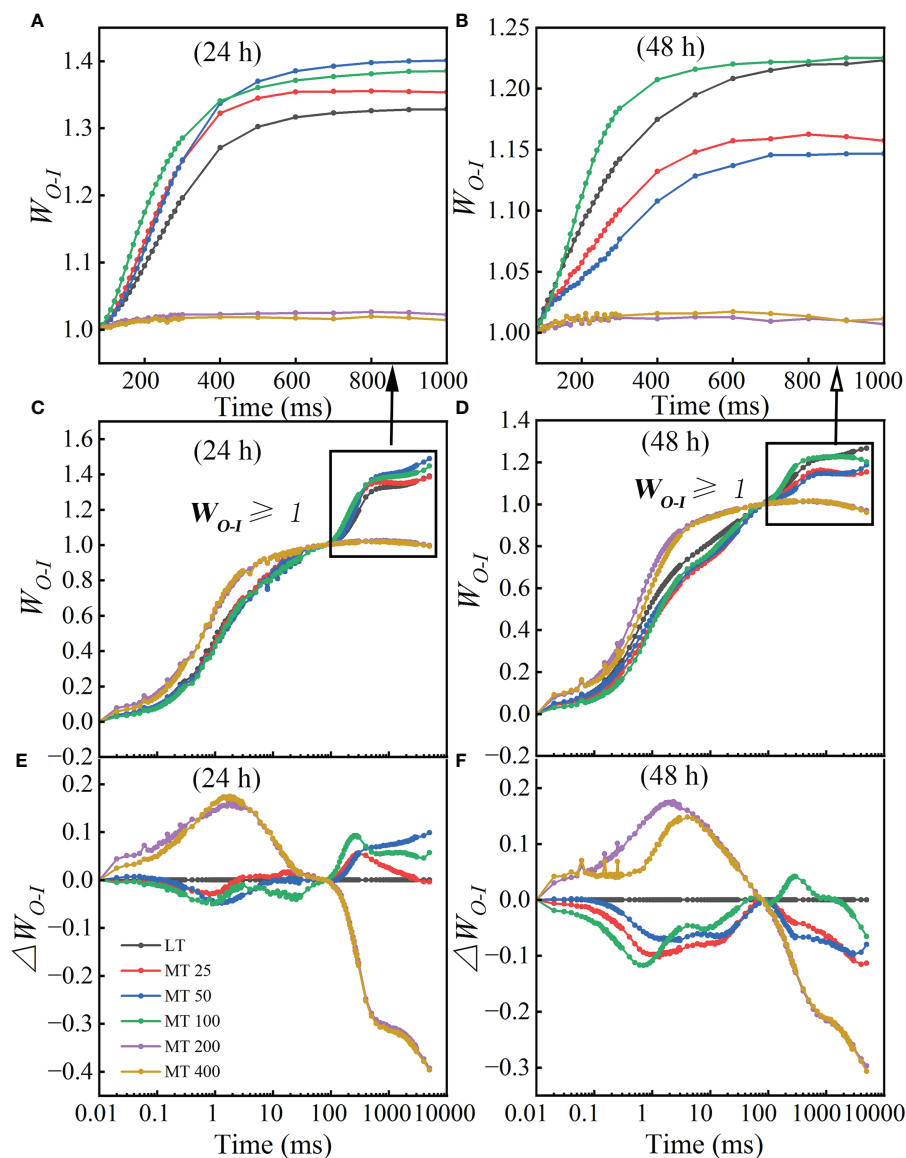 A
(24 h)
1.4
1.3
1.2
1.1
1.0
W_O-I
200 400 600 800 1000
Time (ms)
B
(48 h)
1.25
1.20
1.15
1.10
1.05
1.00
W_O-I
200 400 600 800 1000
Time (ms)
C
(24 h)
W_O-I ⩾ 1
1.6
1.4
1.2
1.0
0.8
0.6
0.4
0.2
0.0
−0.2
W_O-I
D
(48 h)
W_O-I ⩾ 1
1.4
1.2
1.0
0.8
0.6
0.4
0.2
0.0
−0.2
W_O-I
E
(24 h)
0.2
0.1
0.0
−0.1
−0.2
−0.3
−0.4
△W_O-I
LT
MT 25
MT 50
MT 100
MT 200
MT 400
0.01 0.1 1 10 100 1000 10000
Time (ms)
F
(48 h)
0.2
0.1
0.0
−0.1
−0.2
−0.3
△W_O-I
0.01 0.1 1 10 100 1000 10000
Time (ms)